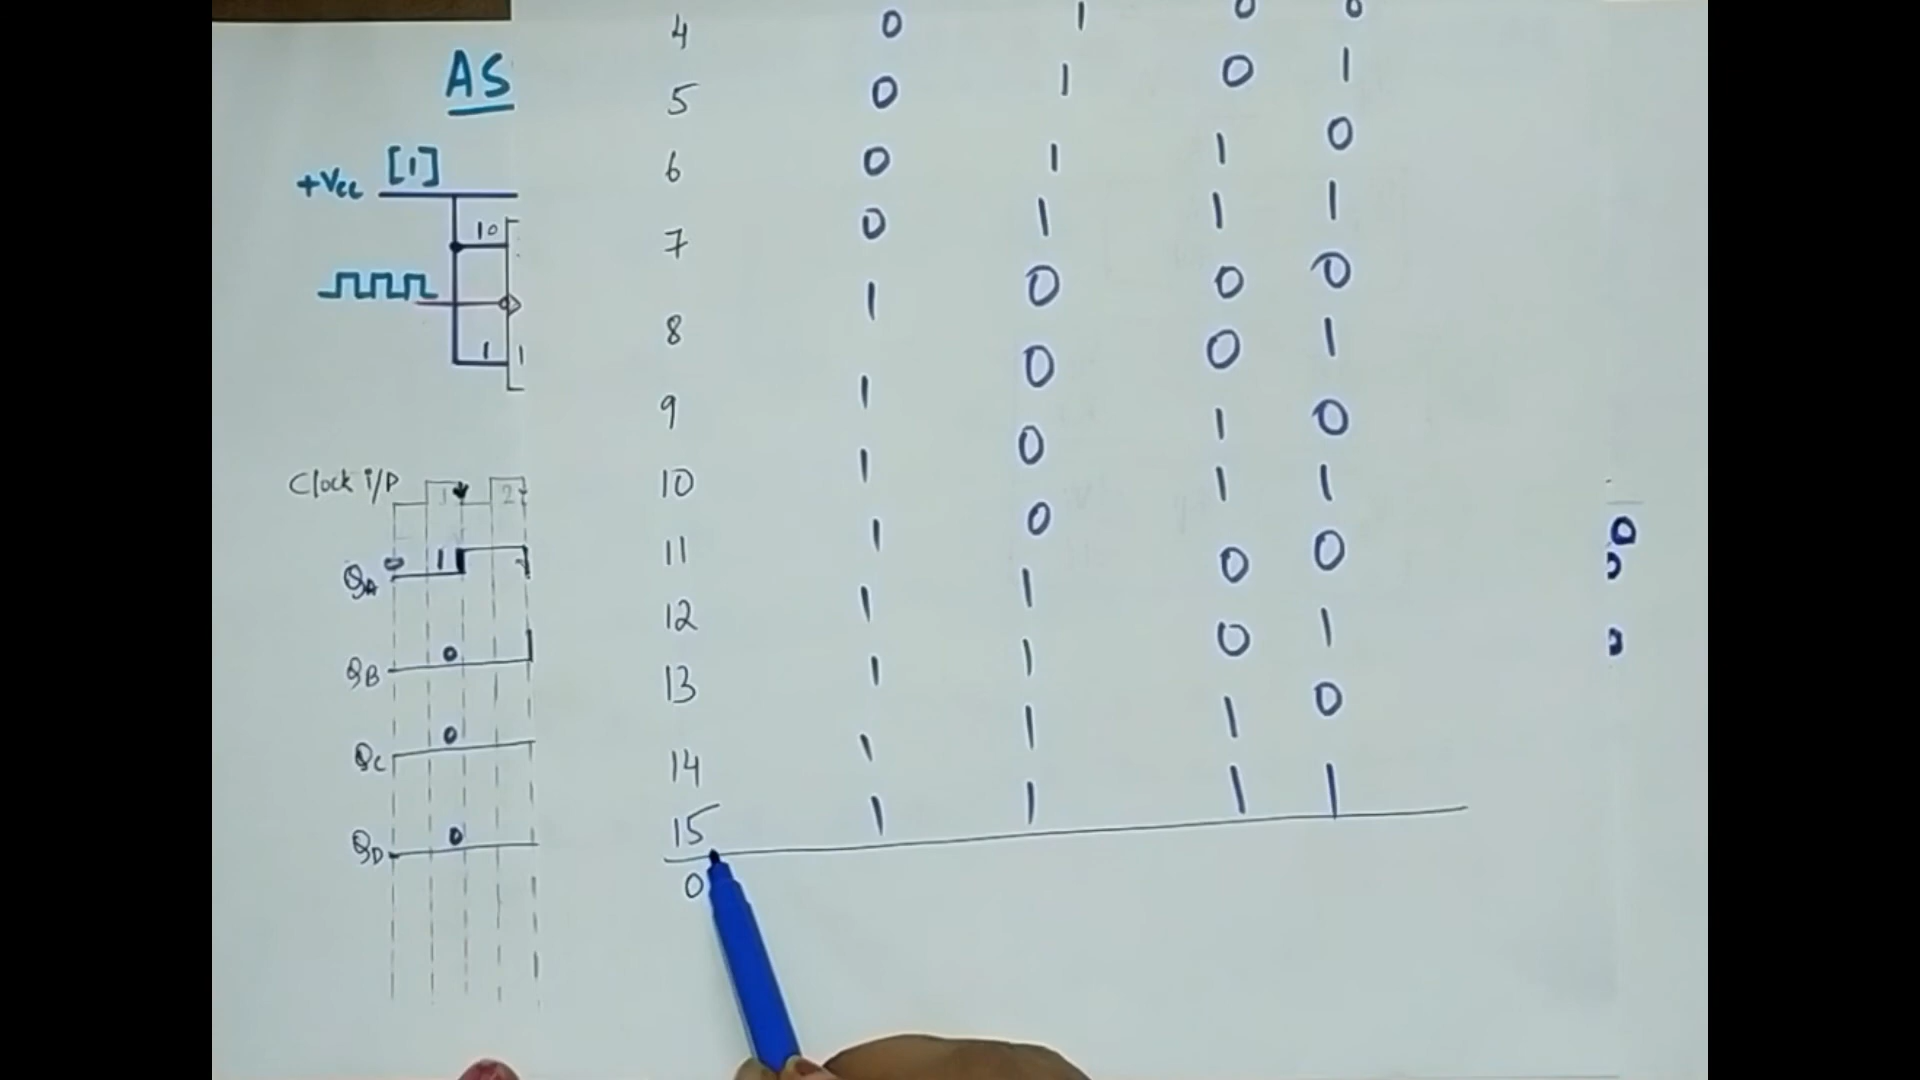 AS
+Vcc [1]
10
1 1
Clock i/p 1 2
QA 0 1
QB 0
QC 0
QD 0
4 0 1 0 0
5 0 1 0 1
6 0 1 1 0
7 0 1 1 1
8 1 0 0 0
9 1 0 0 1
10 1 0 1 0
11 1 0 1 1
12 1 1 0 0
13 1 1 0 1
14 1 1 1 0
15 1 1 1 1
0
0